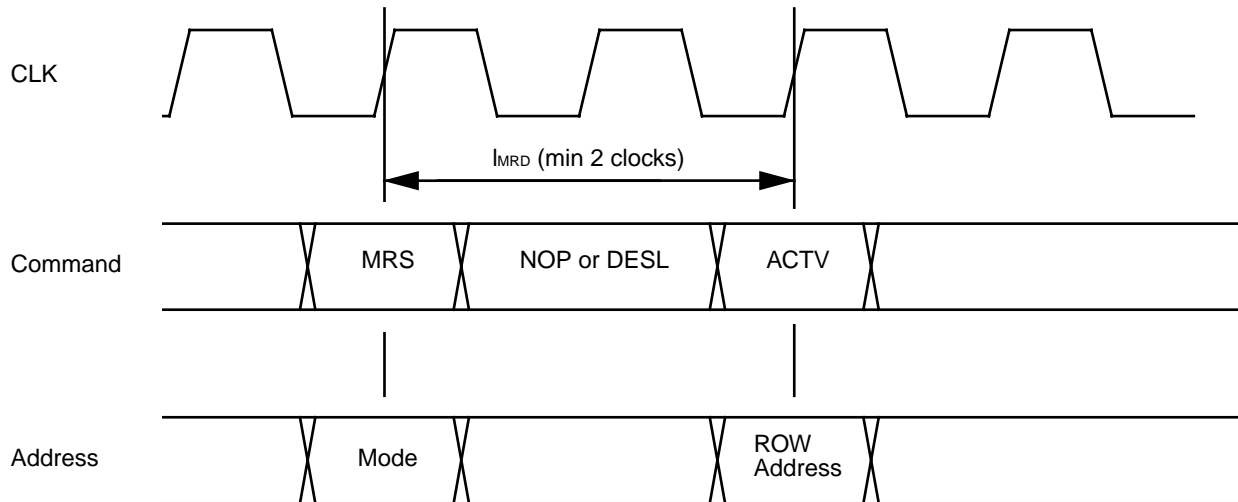 CLK
lMRD (min 2 clocks)
Command
MRS
NOP or DESL
ACTV
Address
Mode
ROW
Address